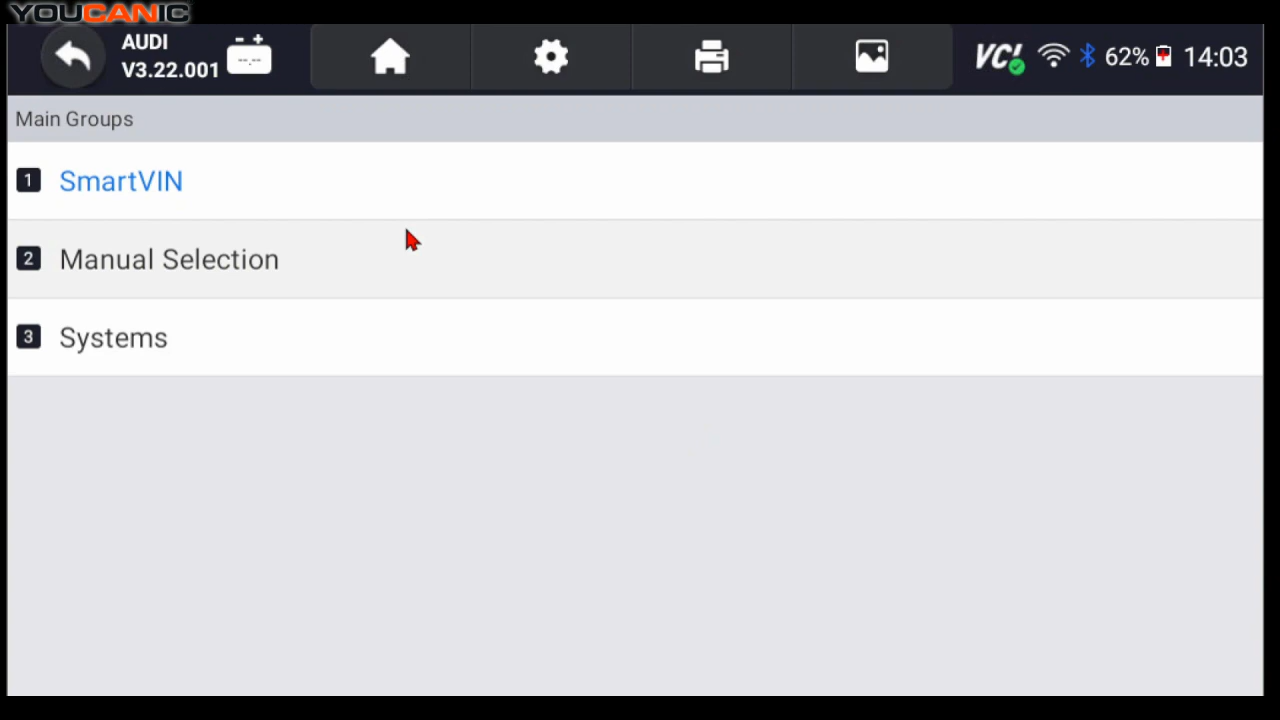 YOUCANIC
AUDI
V3.22.001
- +
--.--
VCI
62%
14:03
Main Groups
1 SmartVIN
2 Manual Selection
3 Systems